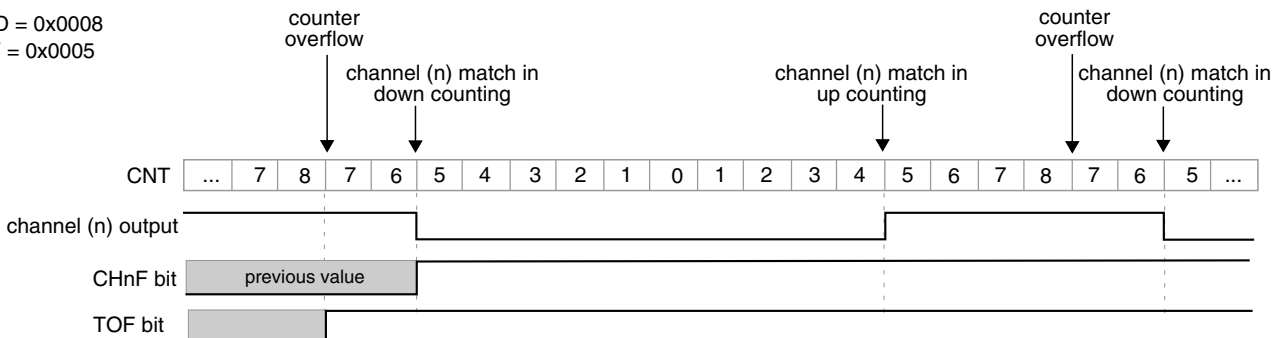 = 0x0008
= 0x0005
counter
overflow
channel (n) match in
down counting
channel (n) match in
up counting
counter
overflow
channel (n) match in
down counting
CNT ... 7 8 7 6 5 4 3 2 1 0 1 2 3 4 5 6 7 8 7 6 5 ...
channel (n) output
CHnF bit previous value
TOF bit